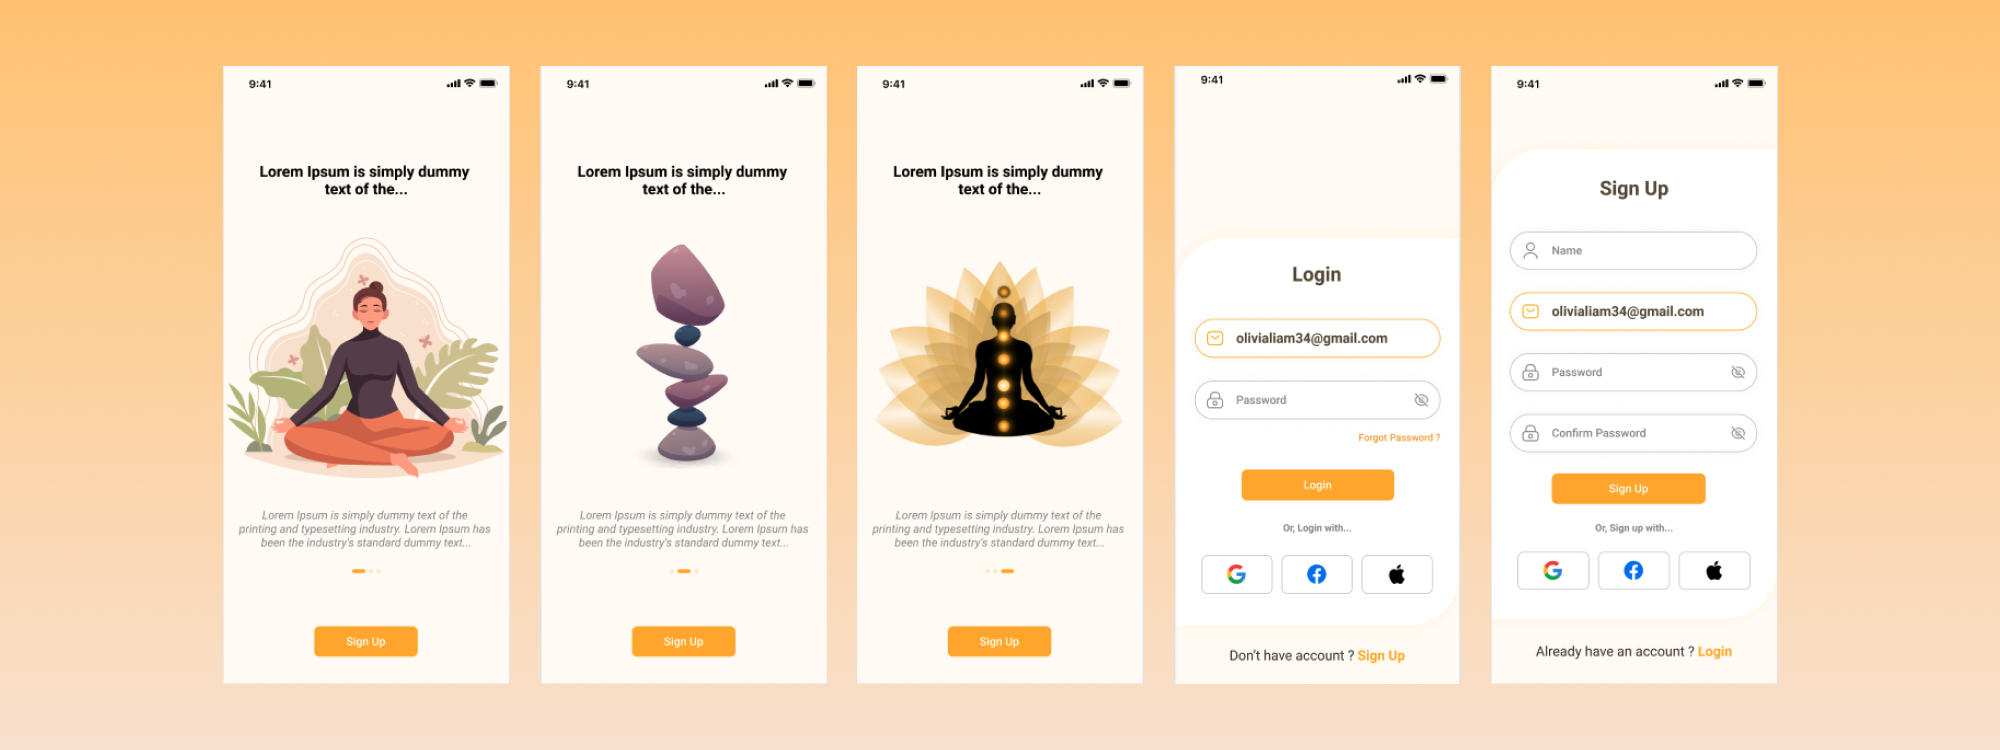 9:41
Lorem Ipsum is simply dummy
text of the...
Lorem Ipsum is simply dummy text of the
printing and typesetting industry. Lorem Ipsum has
been the industry's standard dummy text...
Sign Up
9:41
Lorem Ipsum is simply dummy
text of the...
Lorem Ipsum is simply dummy text of the
printing and typesetting industry. Lorem Ipsum has
been the industry's standard dummy text...
Sign Up
9:41
Lorem Ipsum is simply dummy
text of the...
Lorem Ipsum is simply dummy text of the
printing and typesetting industry. Lorem Ipsum has
been the industry's standard dummy text...
Sign Up
9:41
Login
olivialiam34@gmail.com
Password
Forgot Password ?
Login
Or, Login with...
Don't have account ? Sign Up
9:41
Sign Up
Name
olivialiam34@gmail.com
Password
Confirm Password
Sign Up
Or, Sign up with...
Already have an account ? Login